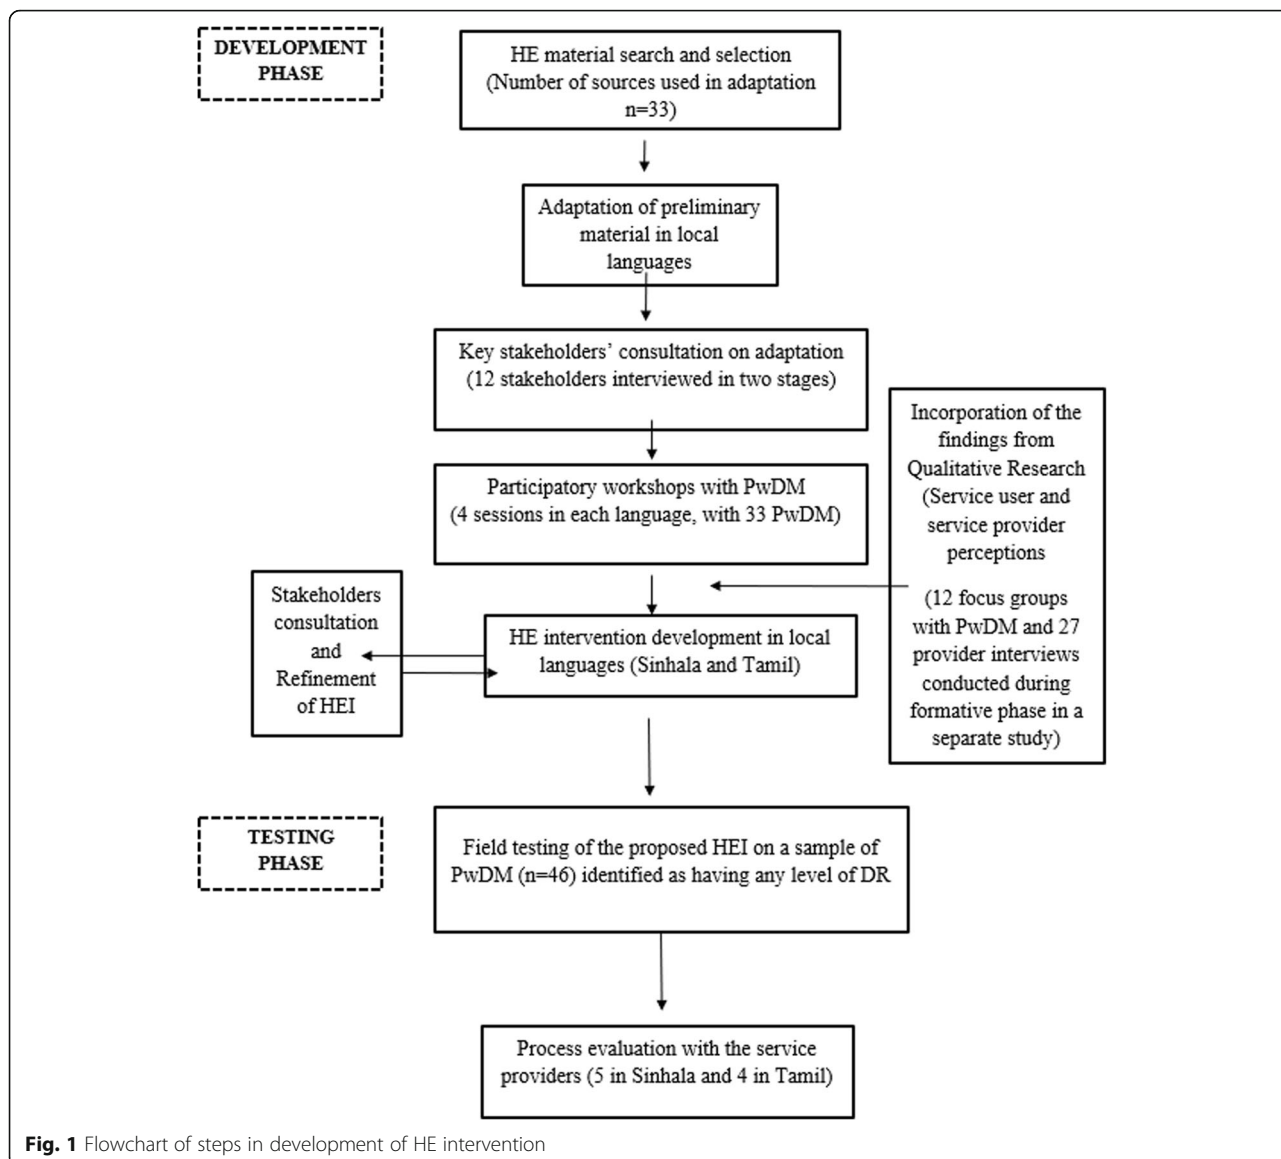 DEVELOPMENT
PHASE
HE material search and selection
(Number of sources used in adaptation
n=33)
Adaptation of preliminary
material in local
languages
Key stakeholders’ consultation on adaptation
(12 stakeholders interviewed in two stages)
Participatory workshops with PwDM
(4 sessions in each language, with 33 PwDM)
Incorporation of the
findings from
Qualitative Research
(Service user and
service provider
perceptions
(12 focus groups
with PwDM and 27
provider interviews
conducted during
formative phase in a
separate study)
Stakeholders
consultation
and
Refinement
of HEI
HE intervention development in local
languages (Sinhala and Tamil)
TESTING
PHASE
Field testing of the proposed HEI on a sample of
PwDM (n=46) identified as having any level of DR
Process evaluation with the service
providers (5 in Sinhala and 4 in Tamil)
Fig. 1 Flowchart of steps in development of HE intervention